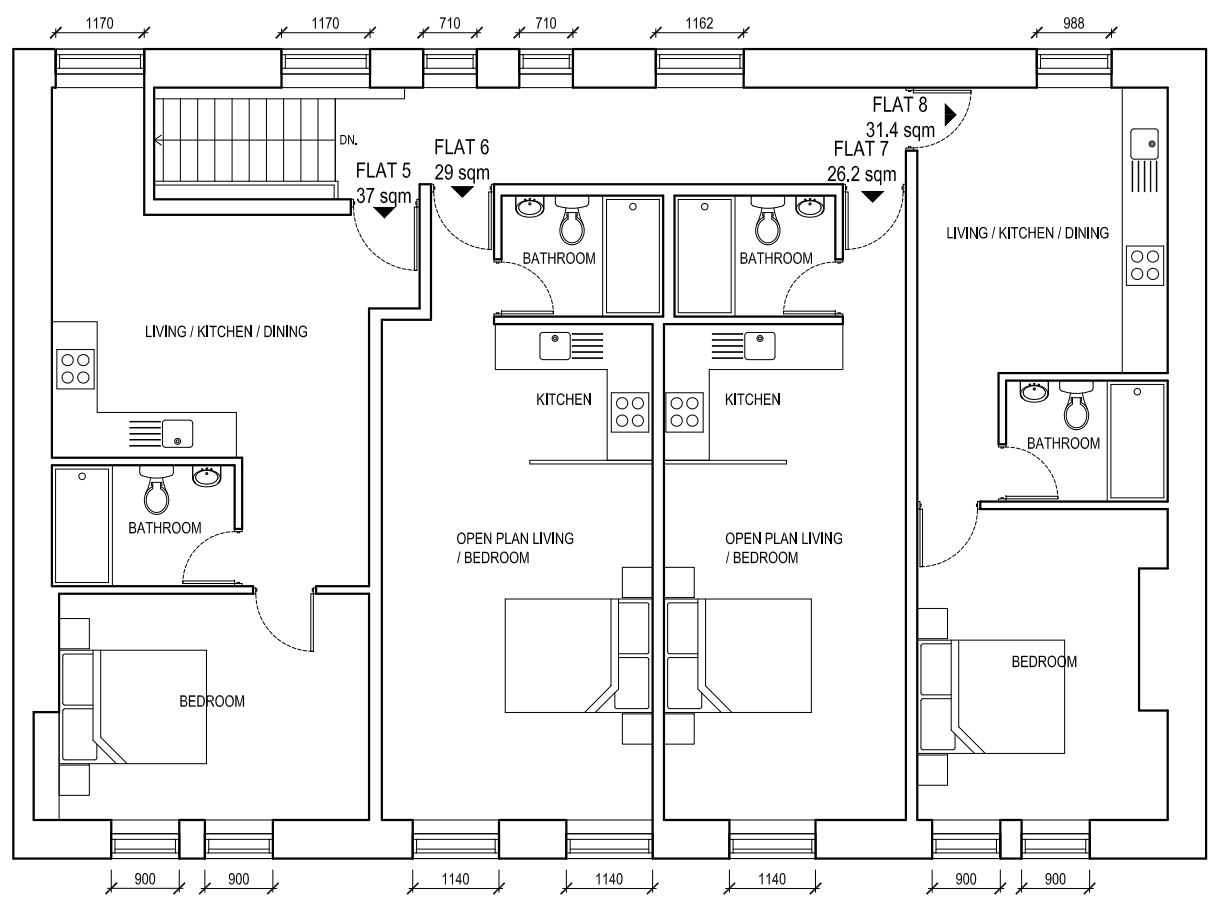 1170
1170
710
710
1162
988
FLAT 8
31.4 sqm
DN.
FLAT 6
29 sqm
FLAT 7
26.2 sqm
FLAT 5
37 sqm
LIVING / KITCHEN / DINING
BATHROOM
BATHROOM
LIVING / KITCHEN / DINING
KITCHEN
KITCHEN
BATHROOM
BATHROOM
OPEN PLAN LIVING
/ BEDROOM
OPEN PLAN LIVING
/ BEDROOM
BEDROOM
BEDROOM
900
900
1140
1140
1140
900
900